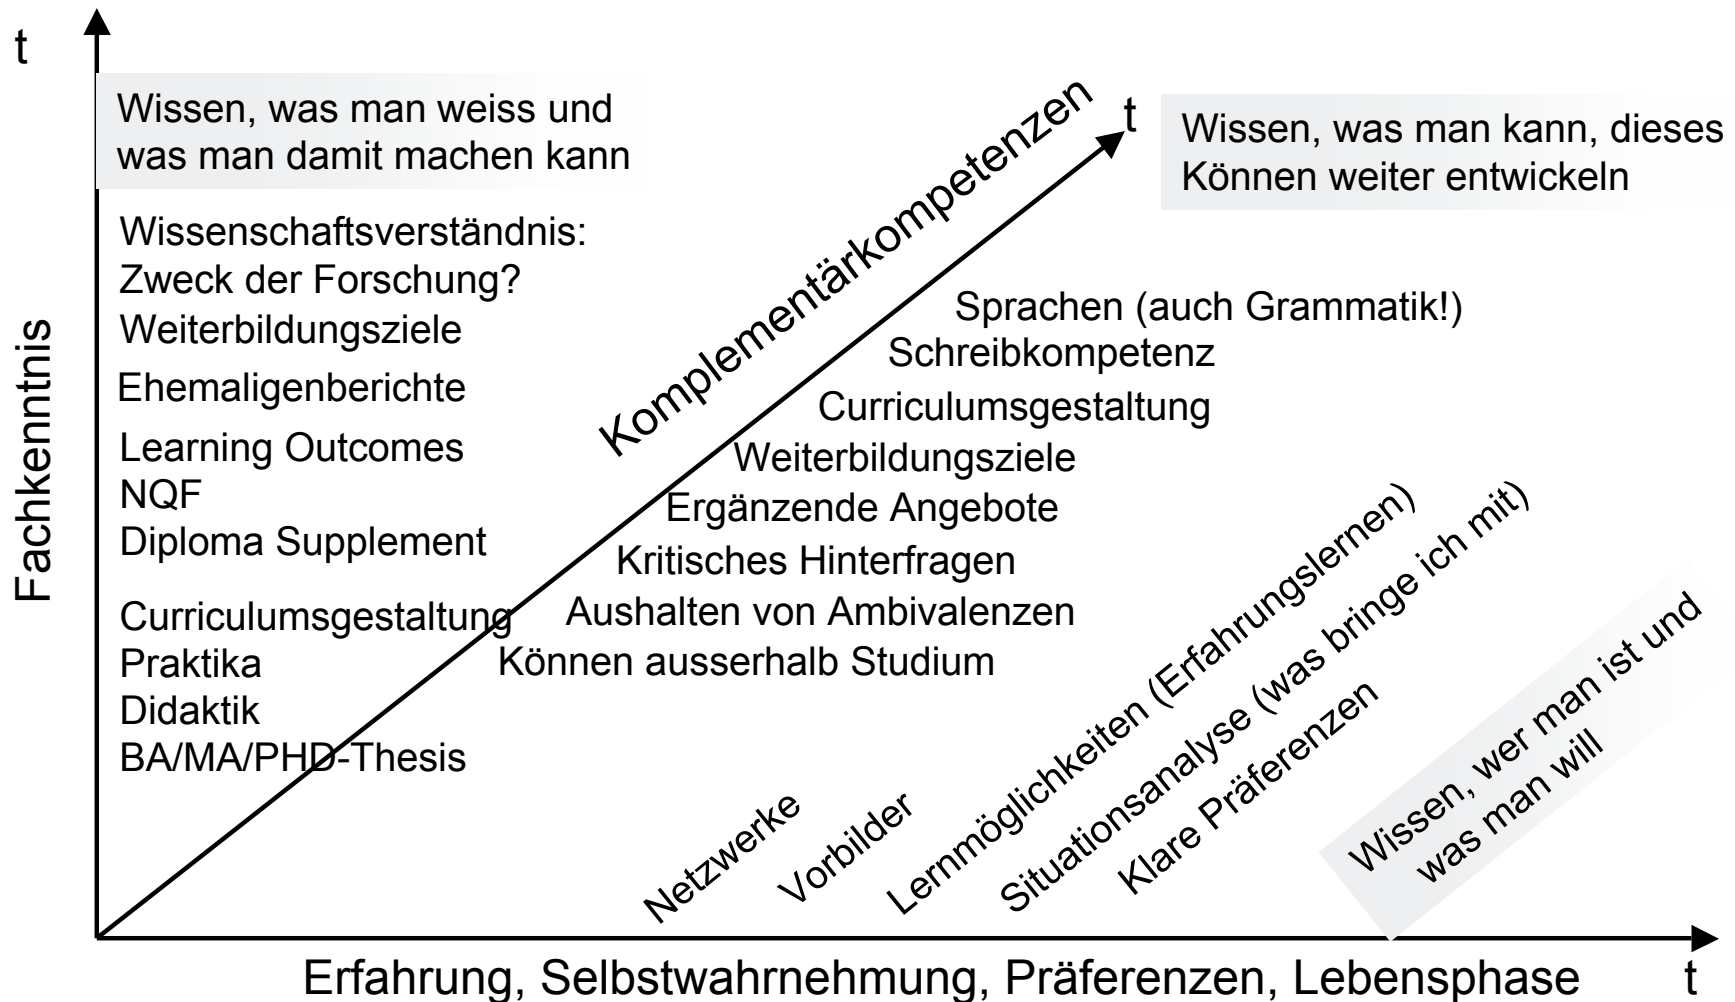 t
Wissen, was man weiss und
was man damit machen kann
Wissenschaftsverständnis:
Zweck der Forschung?
Weiterbildungsziele
Ehemaligenberichte
Learning Outcomes
NQF
Diploma Supplement
Curriculumsgestaltung
Praktika
Didaktik
BA/MA/PHD-Thesis
Fachkenntnis
Komplementärkompetenzen
t
Wissen, was man kann, dieses
Können weiter entwickeln
Sprachen (auch Grammatik!)
Schreibkompetenz
Curriculumsgestaltung
Weiterbildungsziele
Ergänzende Angebote
Kritisches Hinterfragen
Aushalten von Ambivalenzen
Können ausserhalb Studium
Netzwerke
Vorbilder
Lernmöglichkeiten (Erfahrungslernen)
Situationsanalyse (was bringe ich mit)
Klare Präferenzen
Wissen, wer man ist und
was man will
Erfahrung, Selbstwahrnehmung, Präferenzen, Lebensphase
t